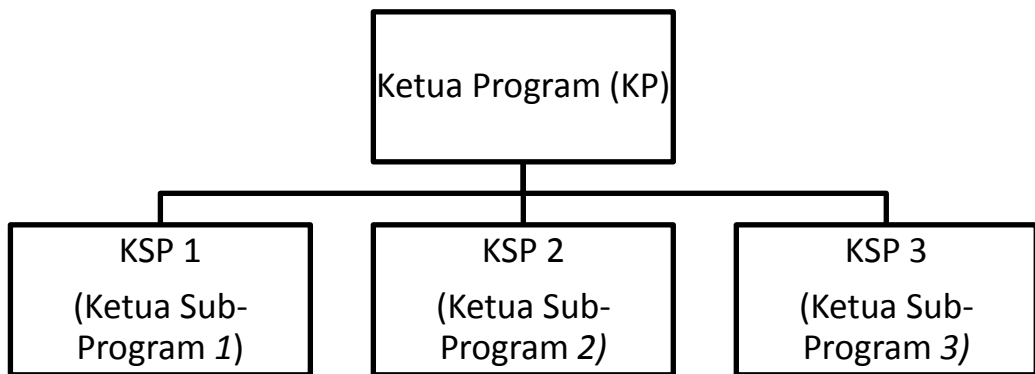 Ketua Program (KP)
KSP 1
(Ketua Sub-
Program 1)
KSP 2
(Ketua Sub-
Program 2)
KSP 3
(Ketua Sub-
Program 3)